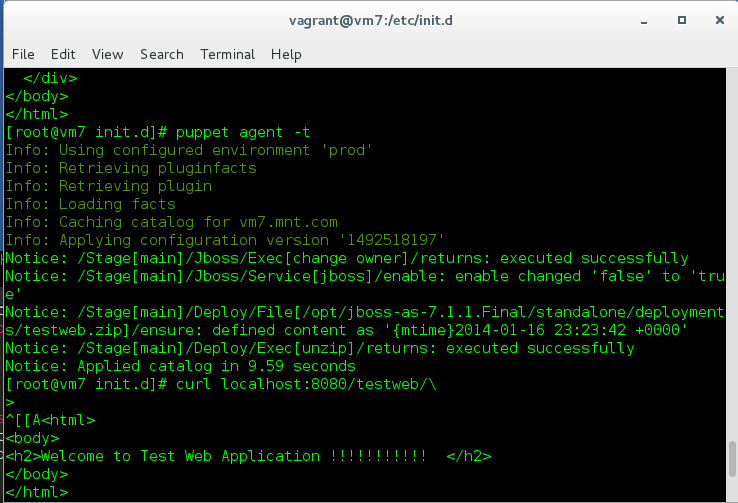 vagrant@vm7:/etc/init.d
File Edit View Search Terminal Help
  </div>
</body>
</html>
[root@vm7 init.d]# puppet agent -t
Info: Using configured environment 'prod'
Info: Retrieving pluginfacts
Info: Retrieving plugin
Info: Loading facts
Info: Caching catalog for vm7.mnt.com
Info: Applying configuration version '1492518197'
Notice: /Stage[main]/Jboss/Exec[change owner]/returns: executed successfully
Notice: /Stage[main]/Jboss/Service[jboss]/enable: enable changed 'false' to 'tru
e'
Notice: /Stage[main]/Deploy/File[/opt/jboss-as-7.1.1.Final/standalone/deployment
s/testweb.zip]/ensure: defined content as '{mtime}2014-01-16 23:23:42 +0000'
Notice: /Stage[main]/Deploy/Exec[unzip]/returns: executed successfully
Notice: Applied catalog in 9.59 seconds
[root@vm7 init.d]# curl localhost:8080/testweb/\
>
^[[A<html>
<body>
<h2>Welcome to Test Web Application !!!!!!!!!!!  </h2>
</body>
</html>